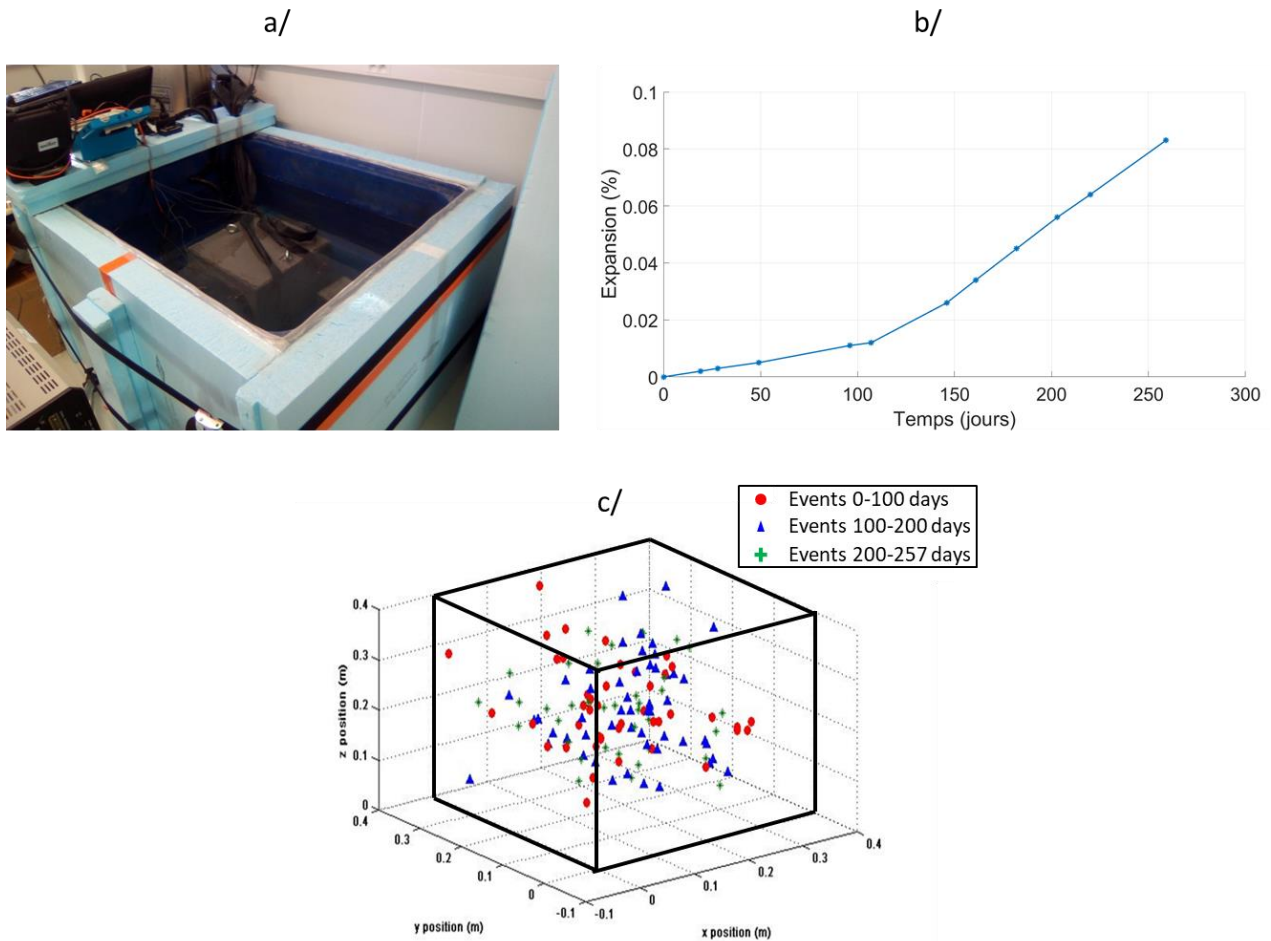 a/
b/
0.1
0.08
0.06
0.04
0.02
0
Expansion (%)
0
50
100
150
200
250
300
Temps (jours)
c/
Events 0-100 days
Events 100-200 days
Events 200-257 days
0.4
0.3
0.2
0.1
0
z position (m)
0.4
0.3
0.2
0.1
0
-0.1
y position (m)
-0.1
0
0.1
0.2
0.3
0.4
x position (m)